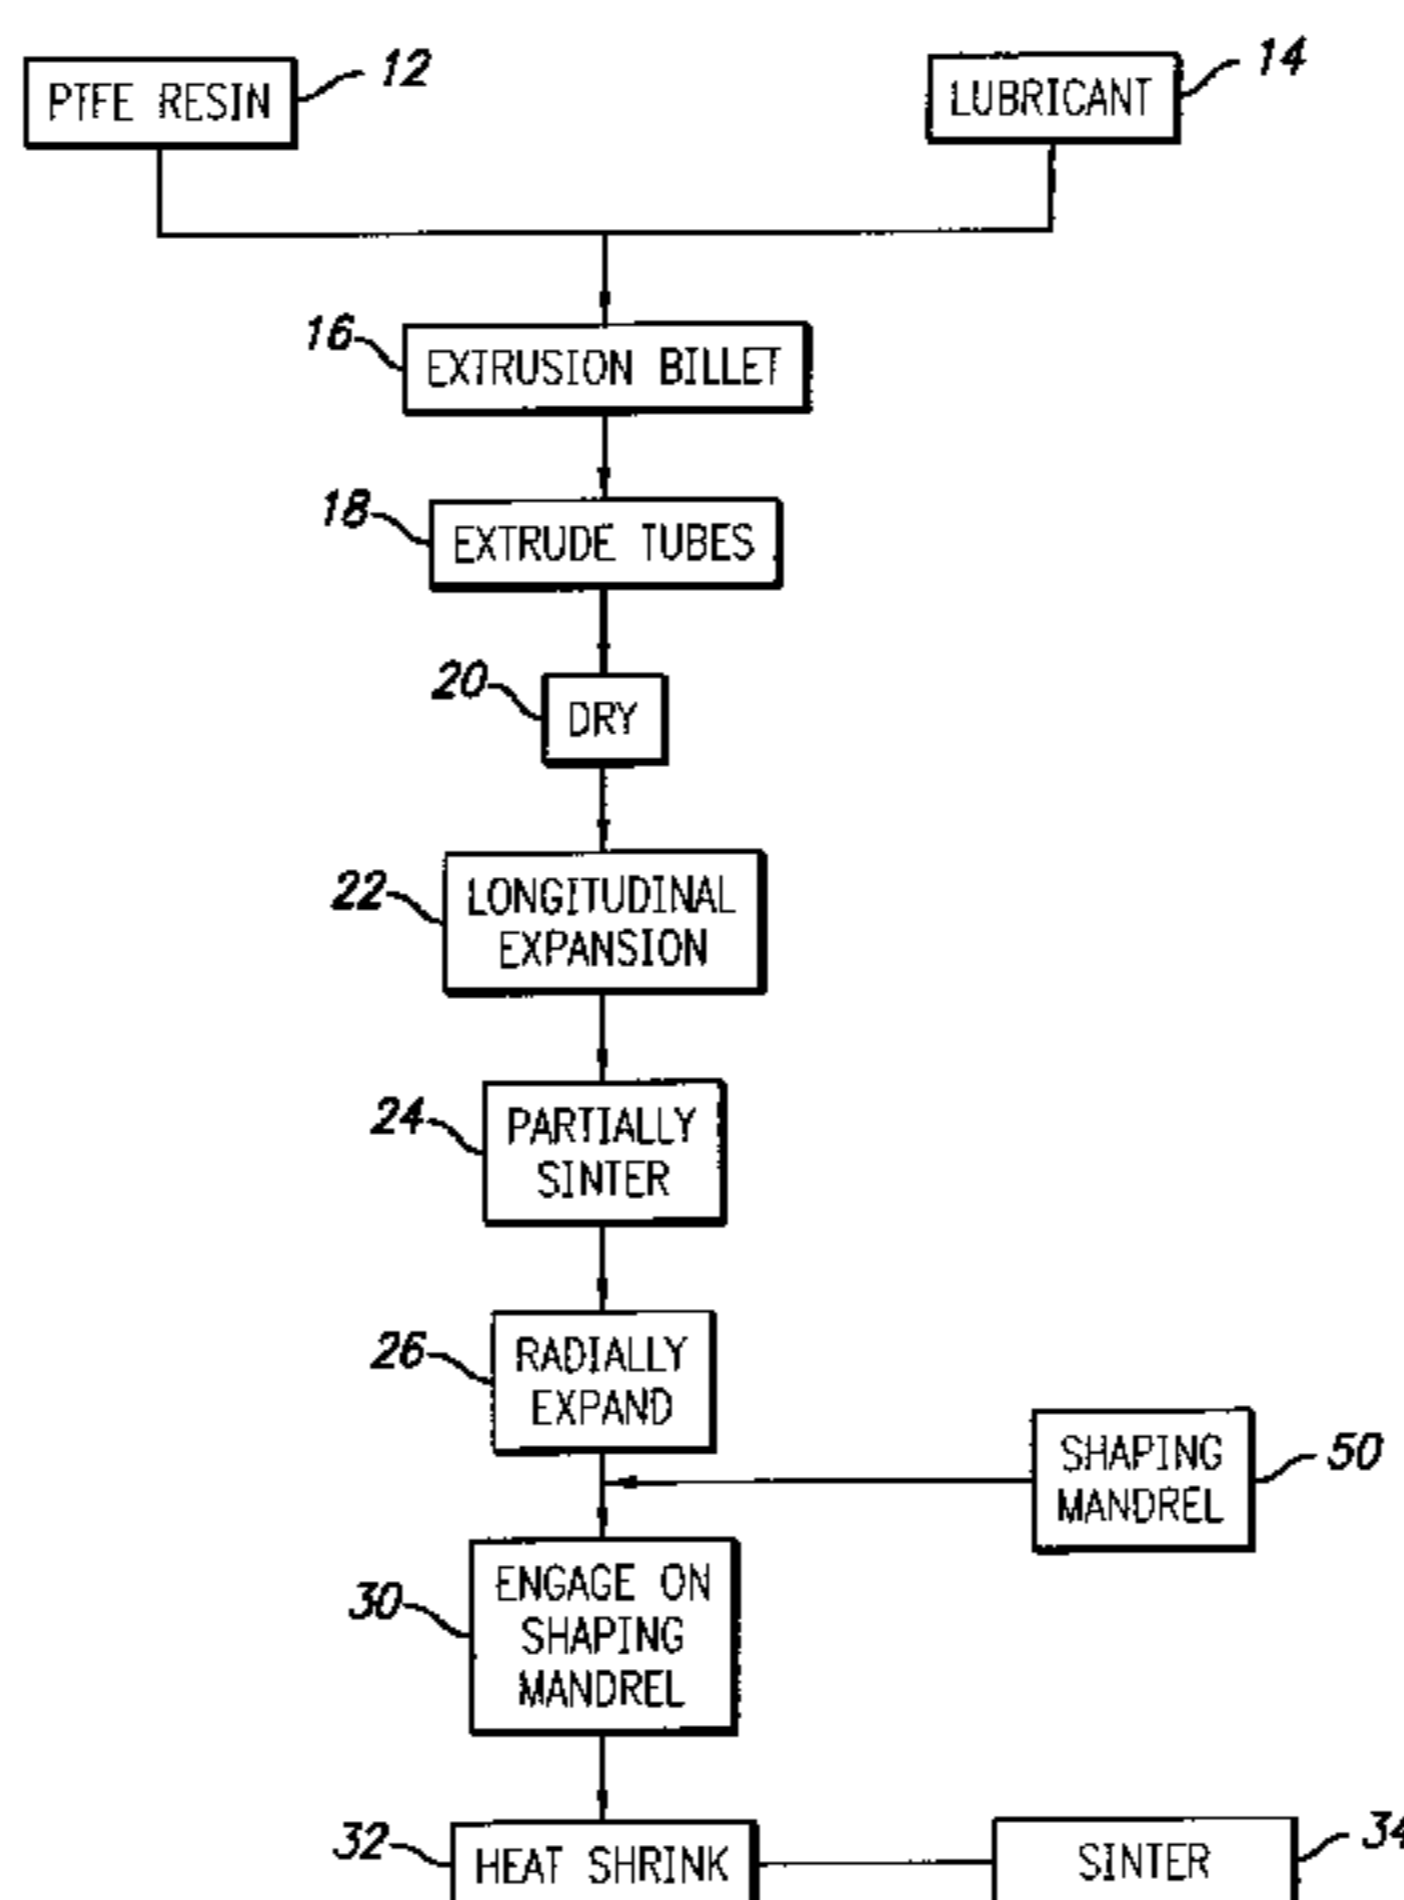 PTFE RESIN
12
LUBRICANT
14
16
EXTRUSION BILLET
18
EXTRUDE TUBES
20
DRY
22
LONGITUDINAL
EXPANSION
24
PARTIALLY
SINTER
26
RADIALLY
EXPAND
SHAPING
MANDREL
50
30
ENGAGE ON
SHAPING
MANDREL
32
HEAT SHRINK
SINTER
34